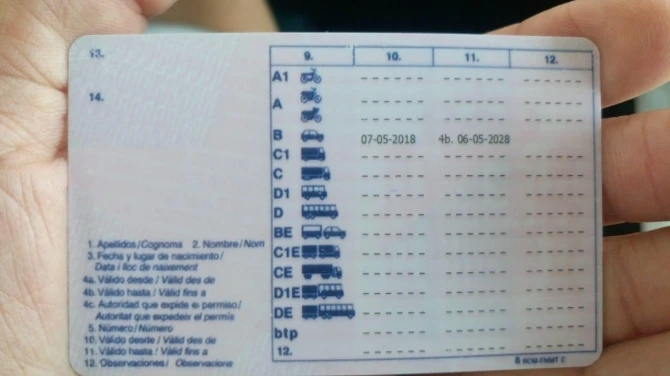 13.
14.
9. 10. 11. 12.
A1 - - - - - - - - - - - - - - - - - -
A - - - - - - - - - - - - - - - - - -
- - - - - - - - - - - - - - - - - -
B 07-05-2018 4b. 06-05-2028 - - - - - -
C1 - - - - - - - - - - - - - - - - - -
C - - - - - - - - - - - - - - - - - -
D1 - - - - - - - - - - - - - - - - - -
D - - - - - - - - - - - - - - - - - -
BE - - - - - - - - - - - - - - - - - -
C1E - - - - - - - - - - - - - - - - - -
CE - - - - - - - - - - - - - - - - - -
D1E - - - - - - - - - - - - - - - - - -
DE - - - - - - - - - - - - - - - - - -
btp - - - - - - - - - - - - - - - - - -
12. - - - - - - - - - - - - - - - - - -
1. Apellidos/Cognoms 2. Nombre/Nom
3. Fecha y lugar de nacimiento/
Data i lloc de naixement
4a. Válido desde / Vàlid des de
4b. Válido hasta / Vàlid fins a
4c. Autoridad que expide el permiso/
Autoritat que expedeix el permís
5. Número / Número
10. Válido desde / Vàlid des de
11. Válido hasta / Vàlid fins a
12. Observaciones / Observacions